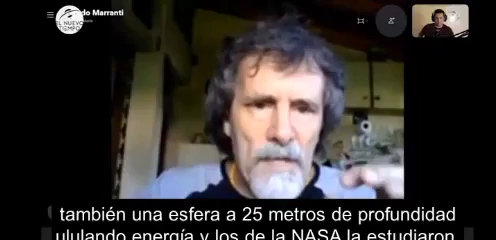 do Marranti
EL NUEVO
TIEMPO
también una esfera a 25 metros de profundidad
ululando energía y los de la NASA la estudiaron